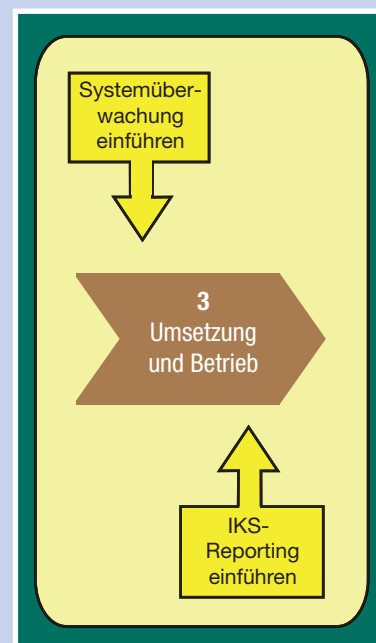 Systemüber-
wachung
einführen
3
Umsetzung
und Betrieb
IKS-
Reporting
einführen